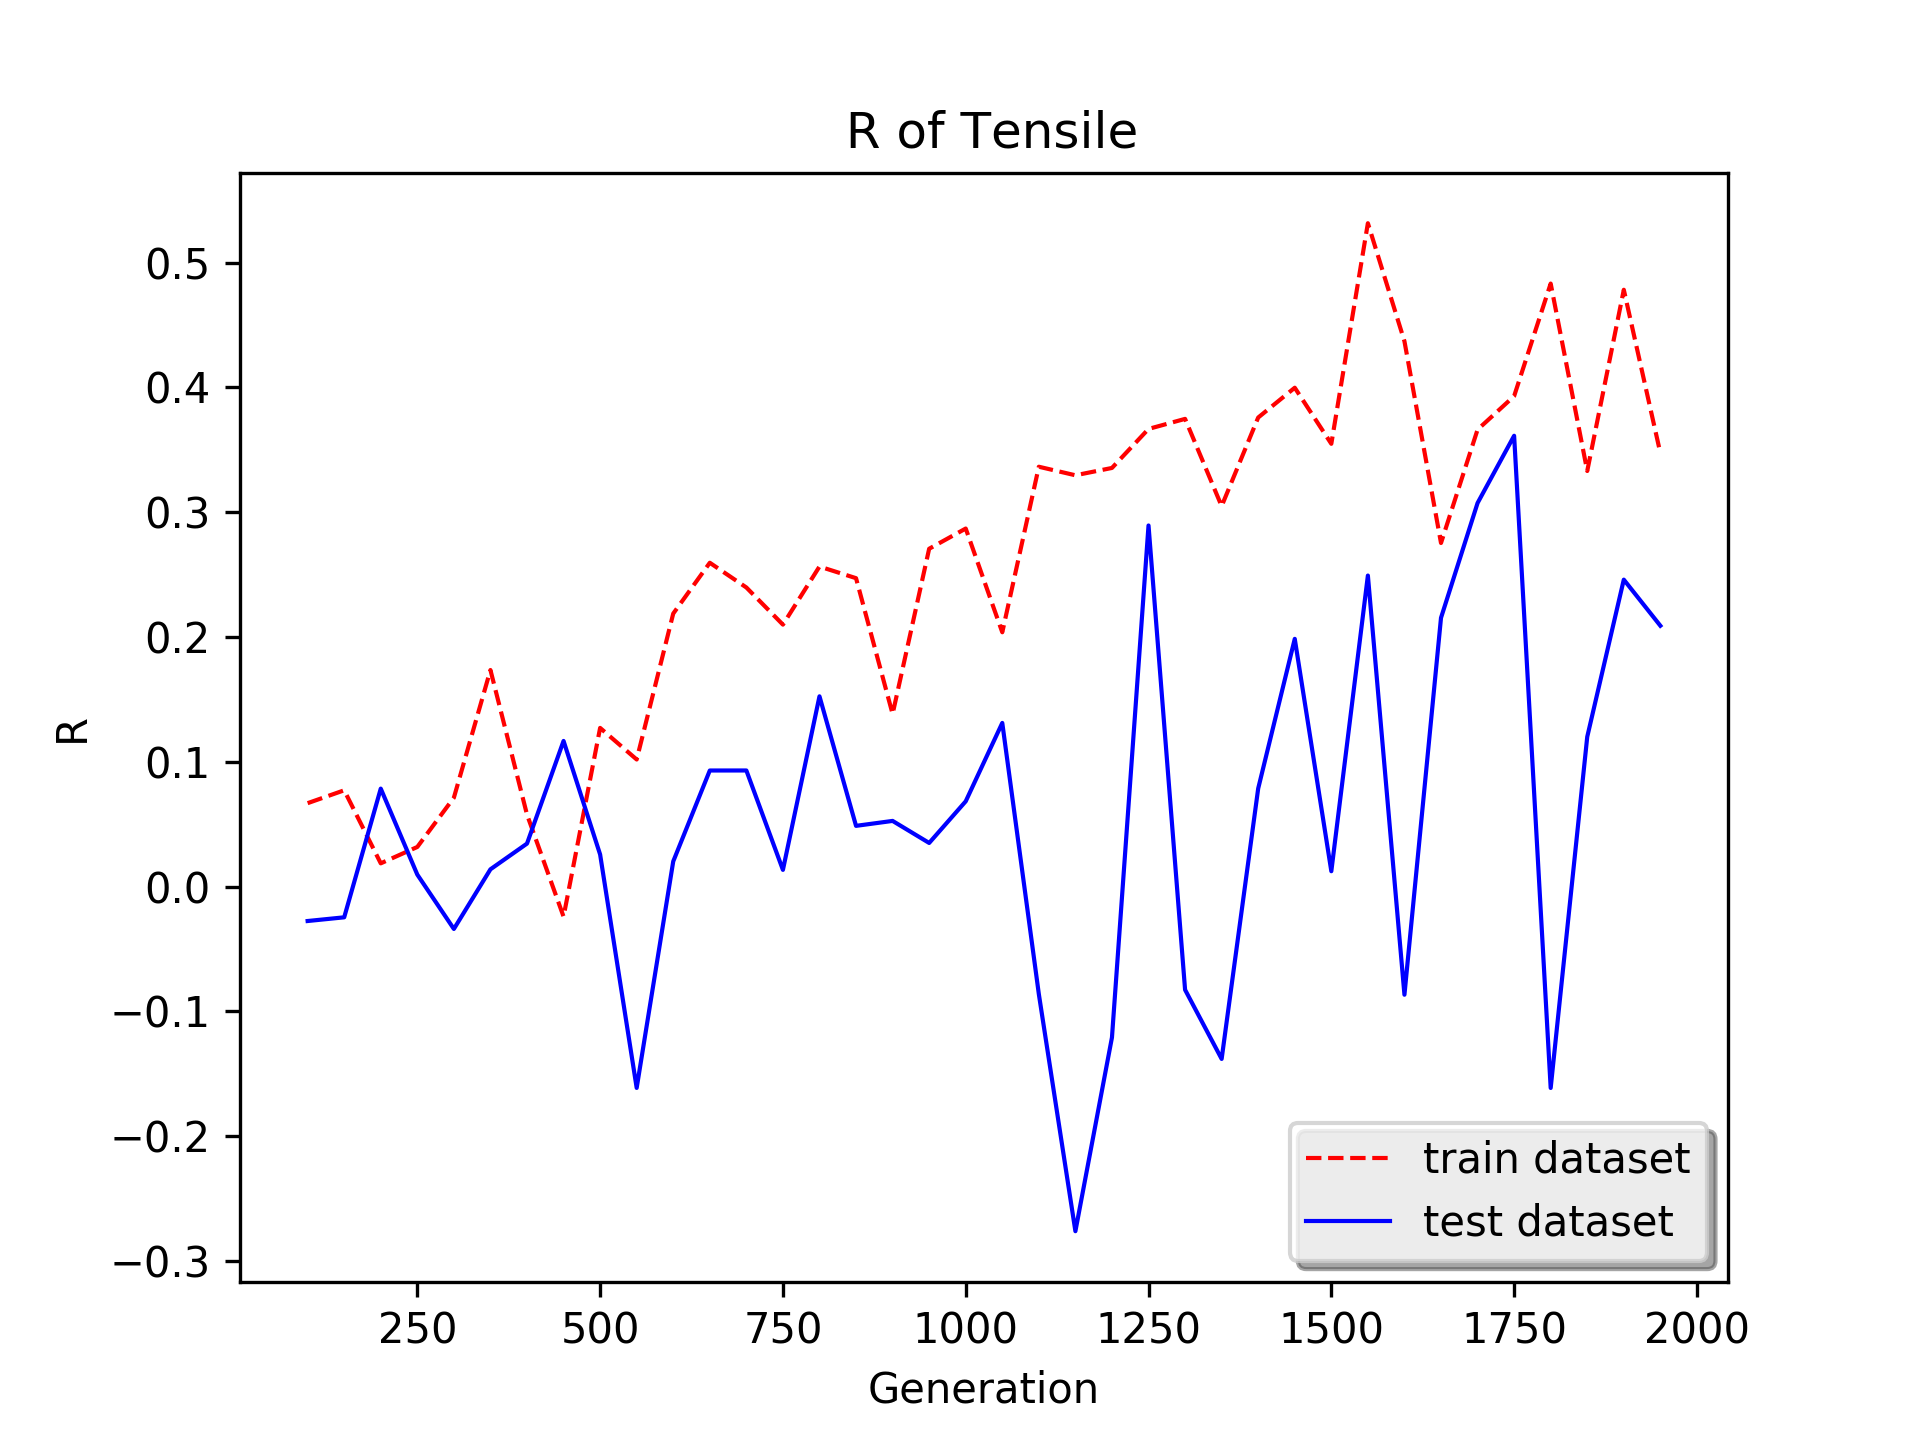 R of Tensile
R
0.5
0.4
0.3
0.2
0.1
0.0
−0.1
−0.2
−0.3
train dataset
test dataset
250 500 750 1000 1250 1500 1750 2000
Generation